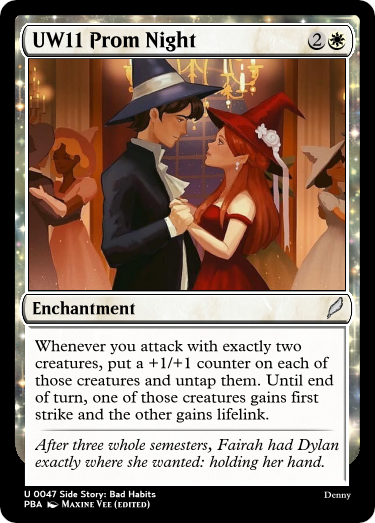 UW11 Prom Night 2
Enchantment
Whenever you attack with exactly two
creatures, put a +1/+1 counter on each of
those creatures and untap them. Until end
of turn, one of those creatures gains first
strike and the other gains lifelink.
After three whole semesters, Fairah had Dylan
exactly where she wanted: holding her hand.
U 0047 Side Story: Bad Habits Denny
PBA Maxine Vee (edited)